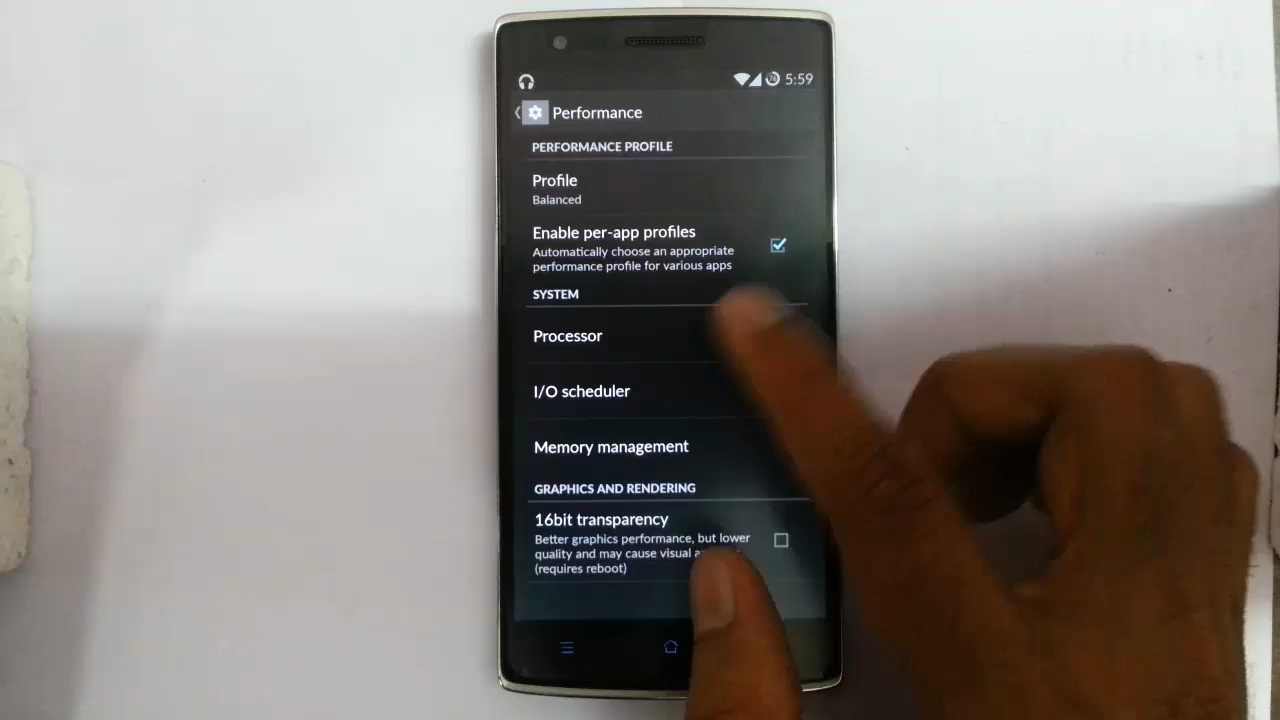 5:59
Performance
PERFORMANCE PROFILE
Profile
Balanced
Enable per-app profiles
Automatically choose an appropriate
performance profile for various apps
SYSTEM
Processor
I/O scheduler
Memory management
GRAPHICS AND RENDERING
16bit transparency
Better graphics performance, but lower
quality and may cause visual
(requires reboot)